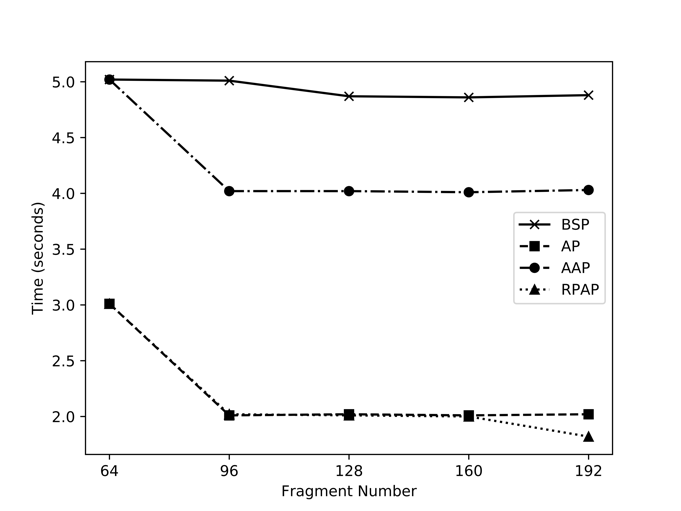 5.0
4.5
4.0
3.5
3.0
2.5
2.0
Time (seconds)
BSP
AP
AAP
RPAP
64 96 128 160 192
Fragment Number